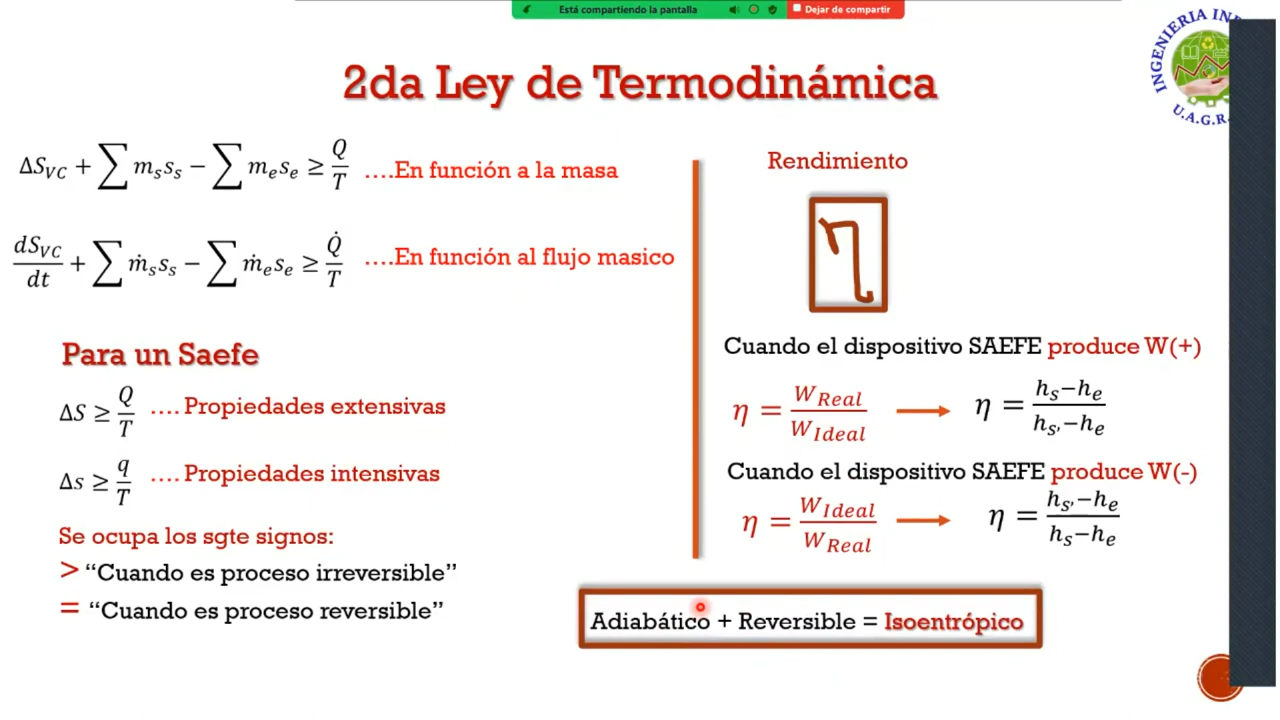 Está compartiendo la pantalla
Dejar de compartir
INGENIERIA IN
U.A.G.R.
2da Ley de Termodinámica
ΔS_VC + ∑ m_s s_s − ∑ m_e s_e ≥ Q/T ….En función a la masa
dS_VC/dt + ∑ ṁ_s s_s − ∑ ṁ_e s_e ≥ Q̇/T ….En función al flujo masico
Para un Saefe
ΔS ≥ Q/T …. Propiedades extensivas
Δs ≥ q/T …. Propiedades intensivas
Se ocupa los sgte signos:
> “Cuando es proceso irreversible”
= “Cuando es proceso reversible”
Rendimiento
η
Cuando el dispositivo SAEFE produce W(+)
η = W_Real/W_Ideal → η = h_s−h_e/h_s,−h_e
Cuando el dispositivo SAEFE produce W(-)
η = W_Ideal/W_Real → η = h_s,−h_e/h_s−h_e
Adiabático + Reversible = Isoentrópico